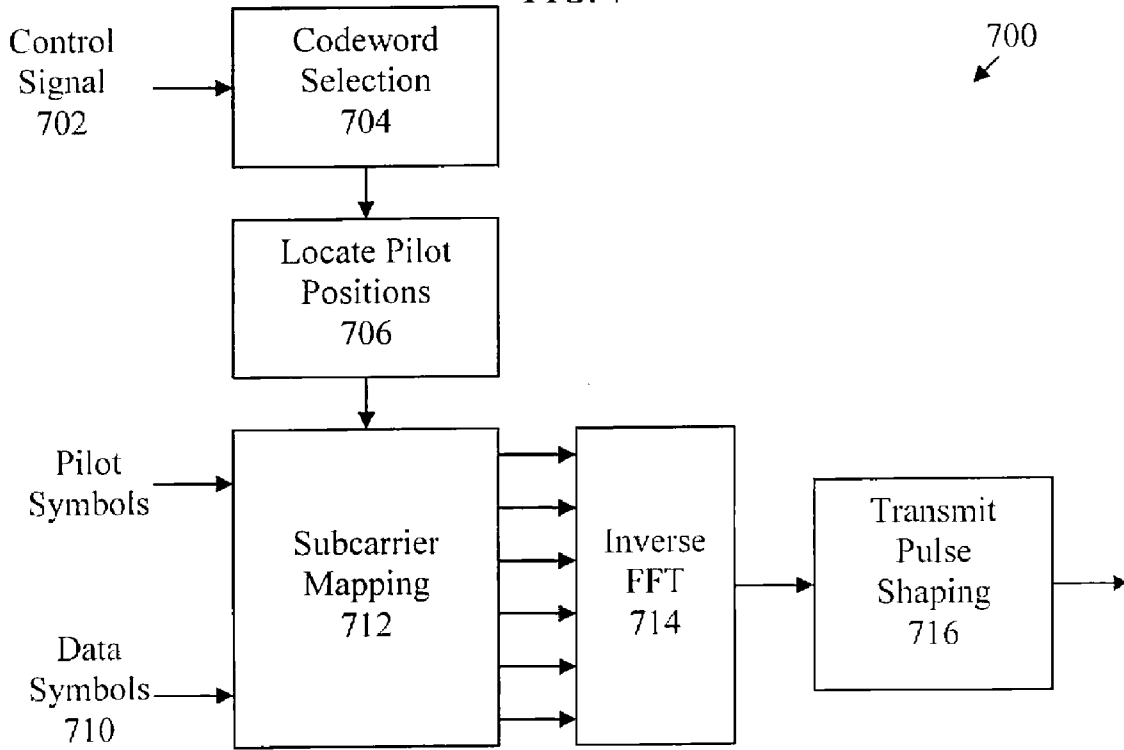 Control
Signal
702
Codeword
Selection
704
700
Locate Pilot
Positions
706
Pilot
Symbols
Data
Symbols
710
Subcarrier
Mapping
712
Inverse
FFT
714
Transmit
Pulse
Shaping
716